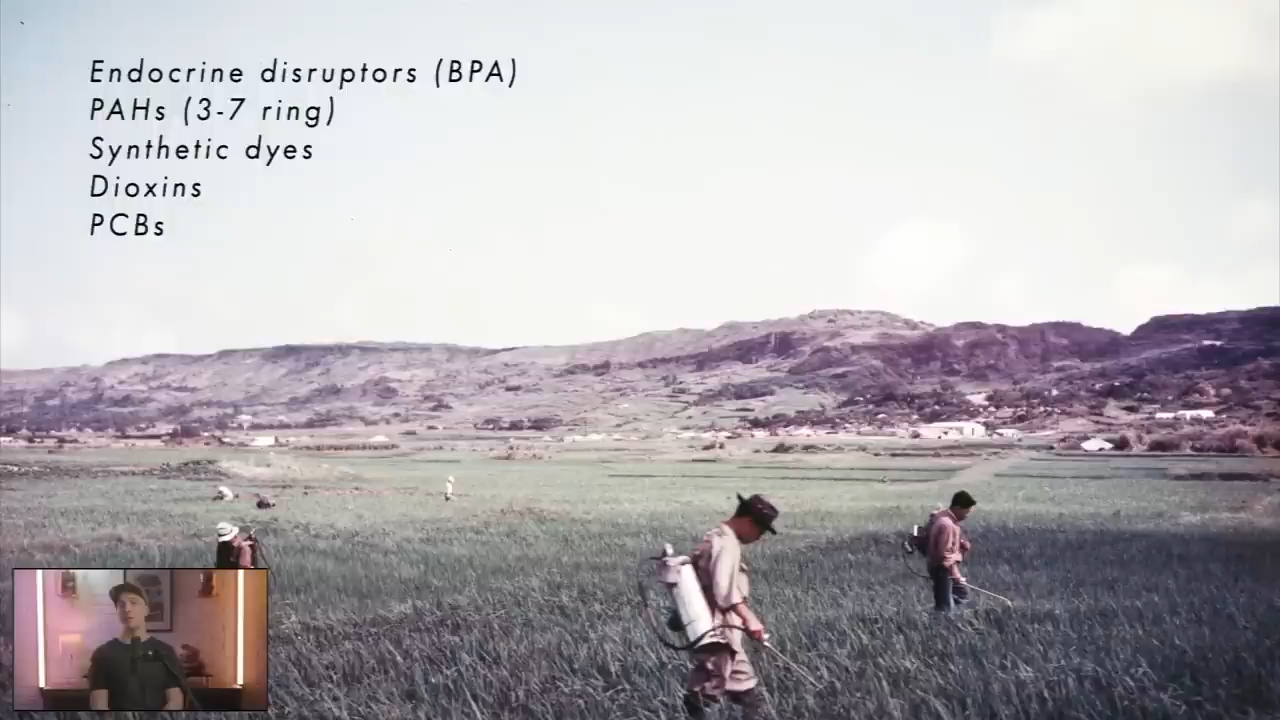 Endocrine disruptors (BPA)
PAHs (3-7 ring)
Synthetic dyes
Dioxins
PCBs